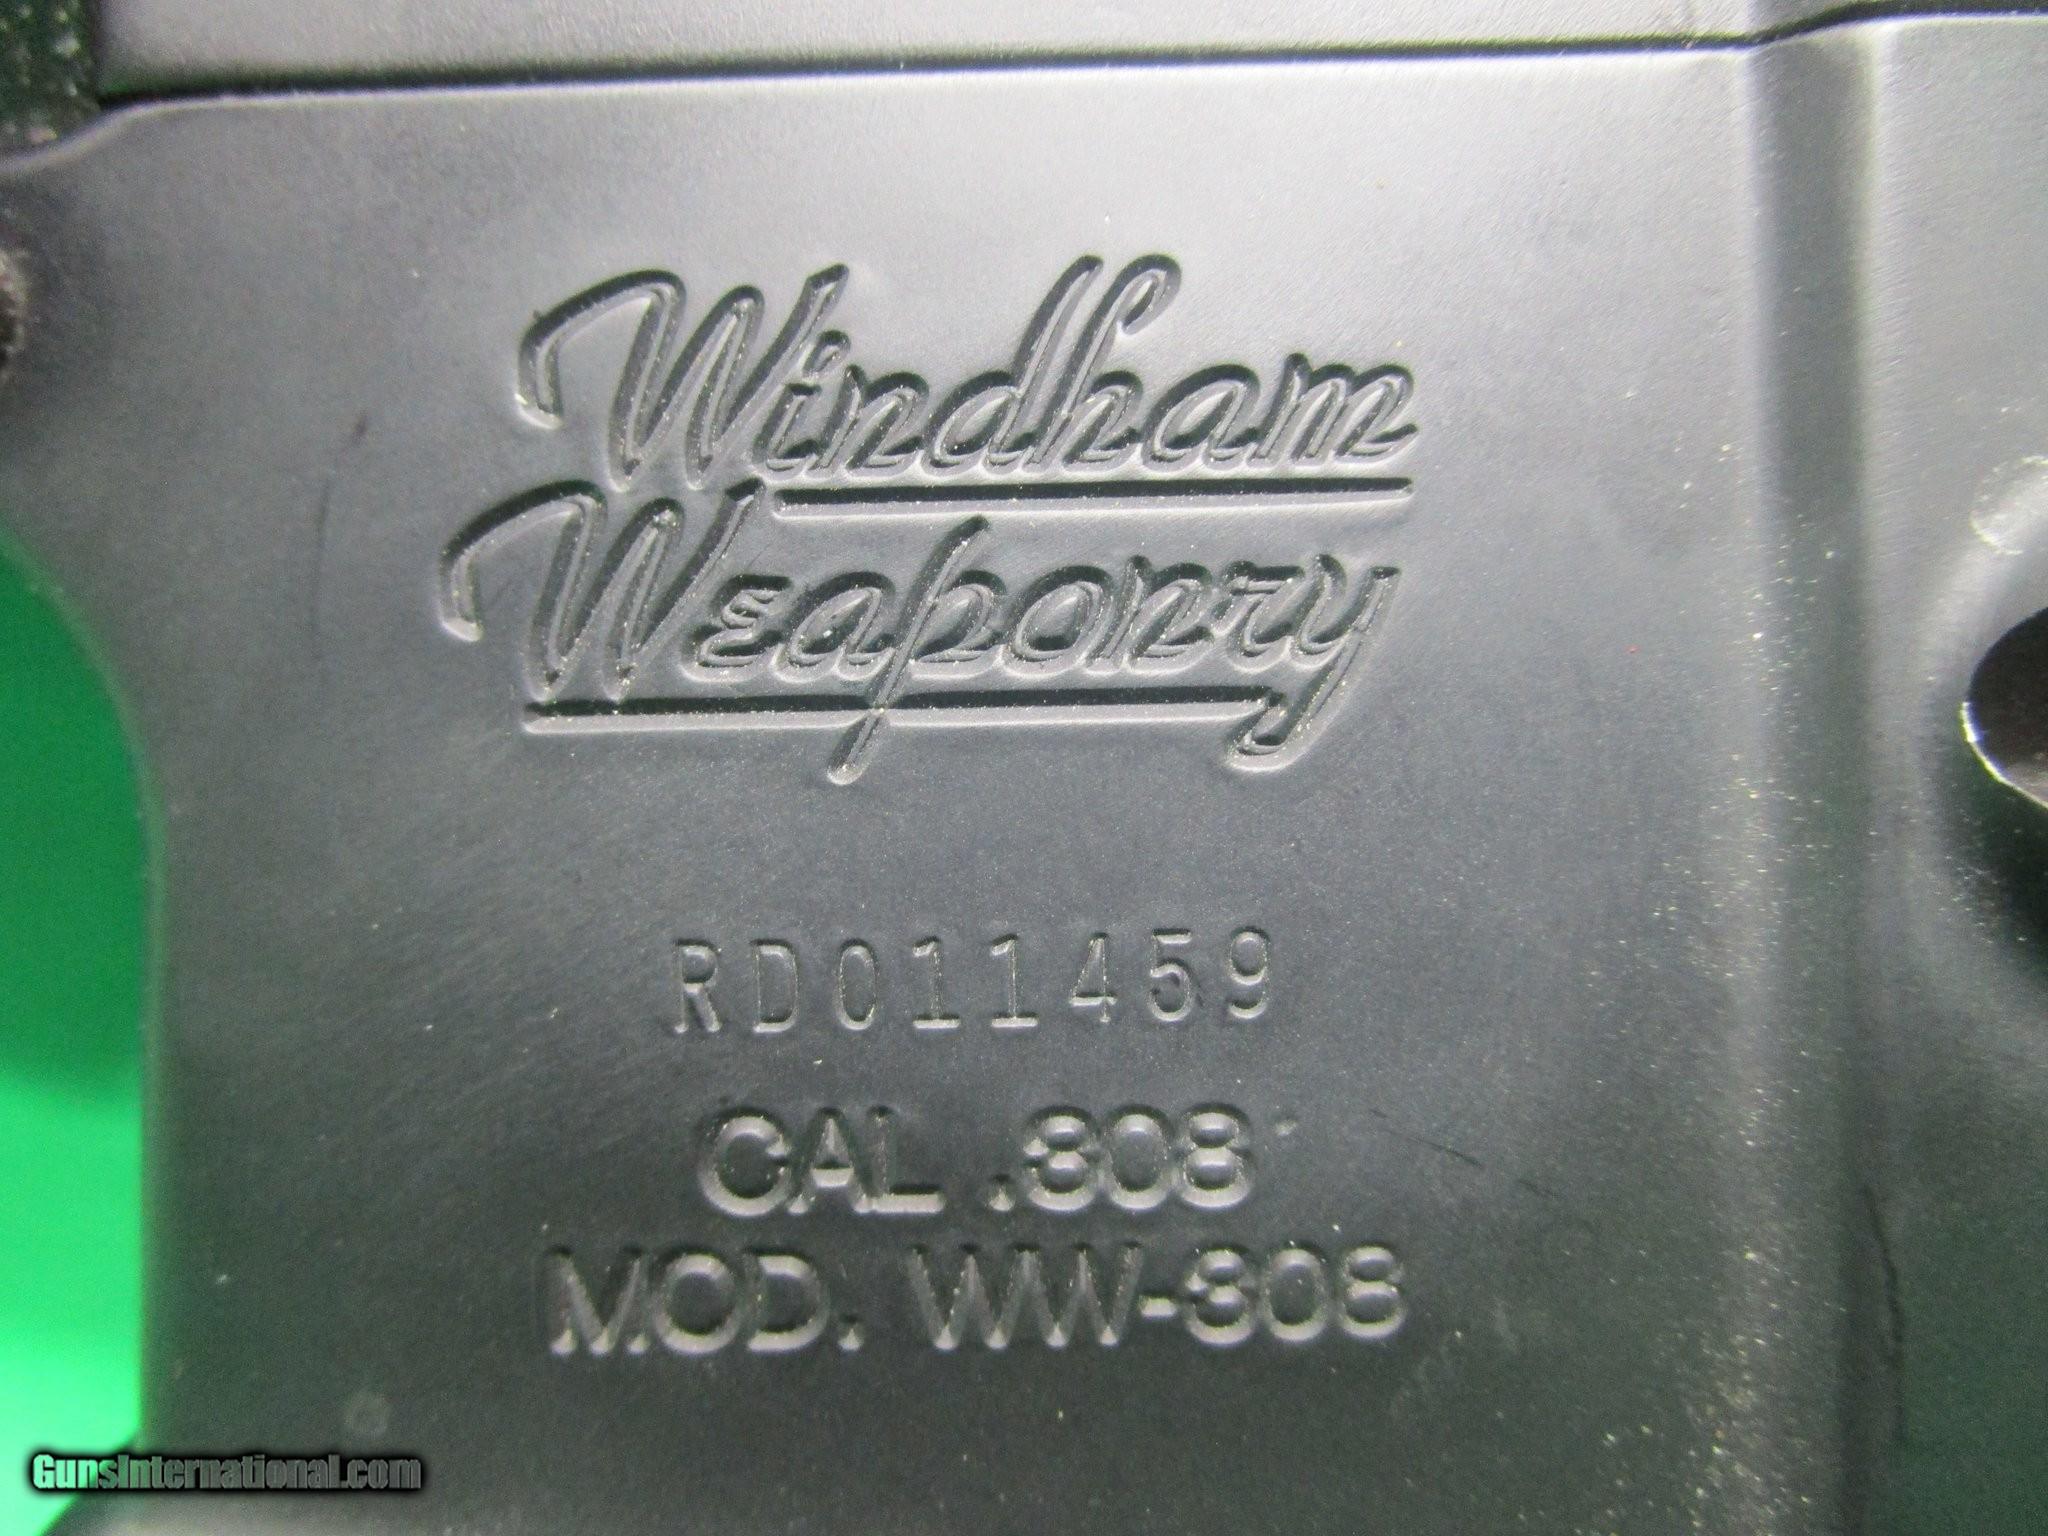 Windham
Weaponry
RD011459
CAL .308
MOD. WW-308
GunsInternational.com